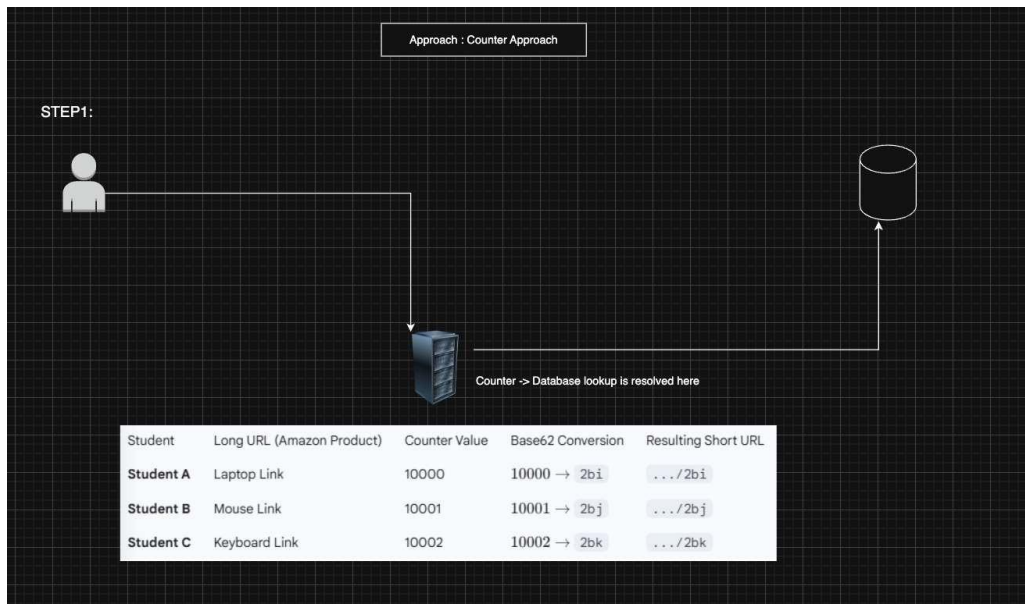 Approach : Counter Approach
STEP1:
Counter -> Database lookup is resolved here
Student Long URL (Amazon Product) Counter Value Base62 Conversion Resulting Short URL
Student A Laptop Link 10000 10000 → 2bi .../2bi
Student B Mouse Link 10001 10001 → 2bj .../2bj
Student C Keyboard Link 10002 10002 → 2bk .../2bk